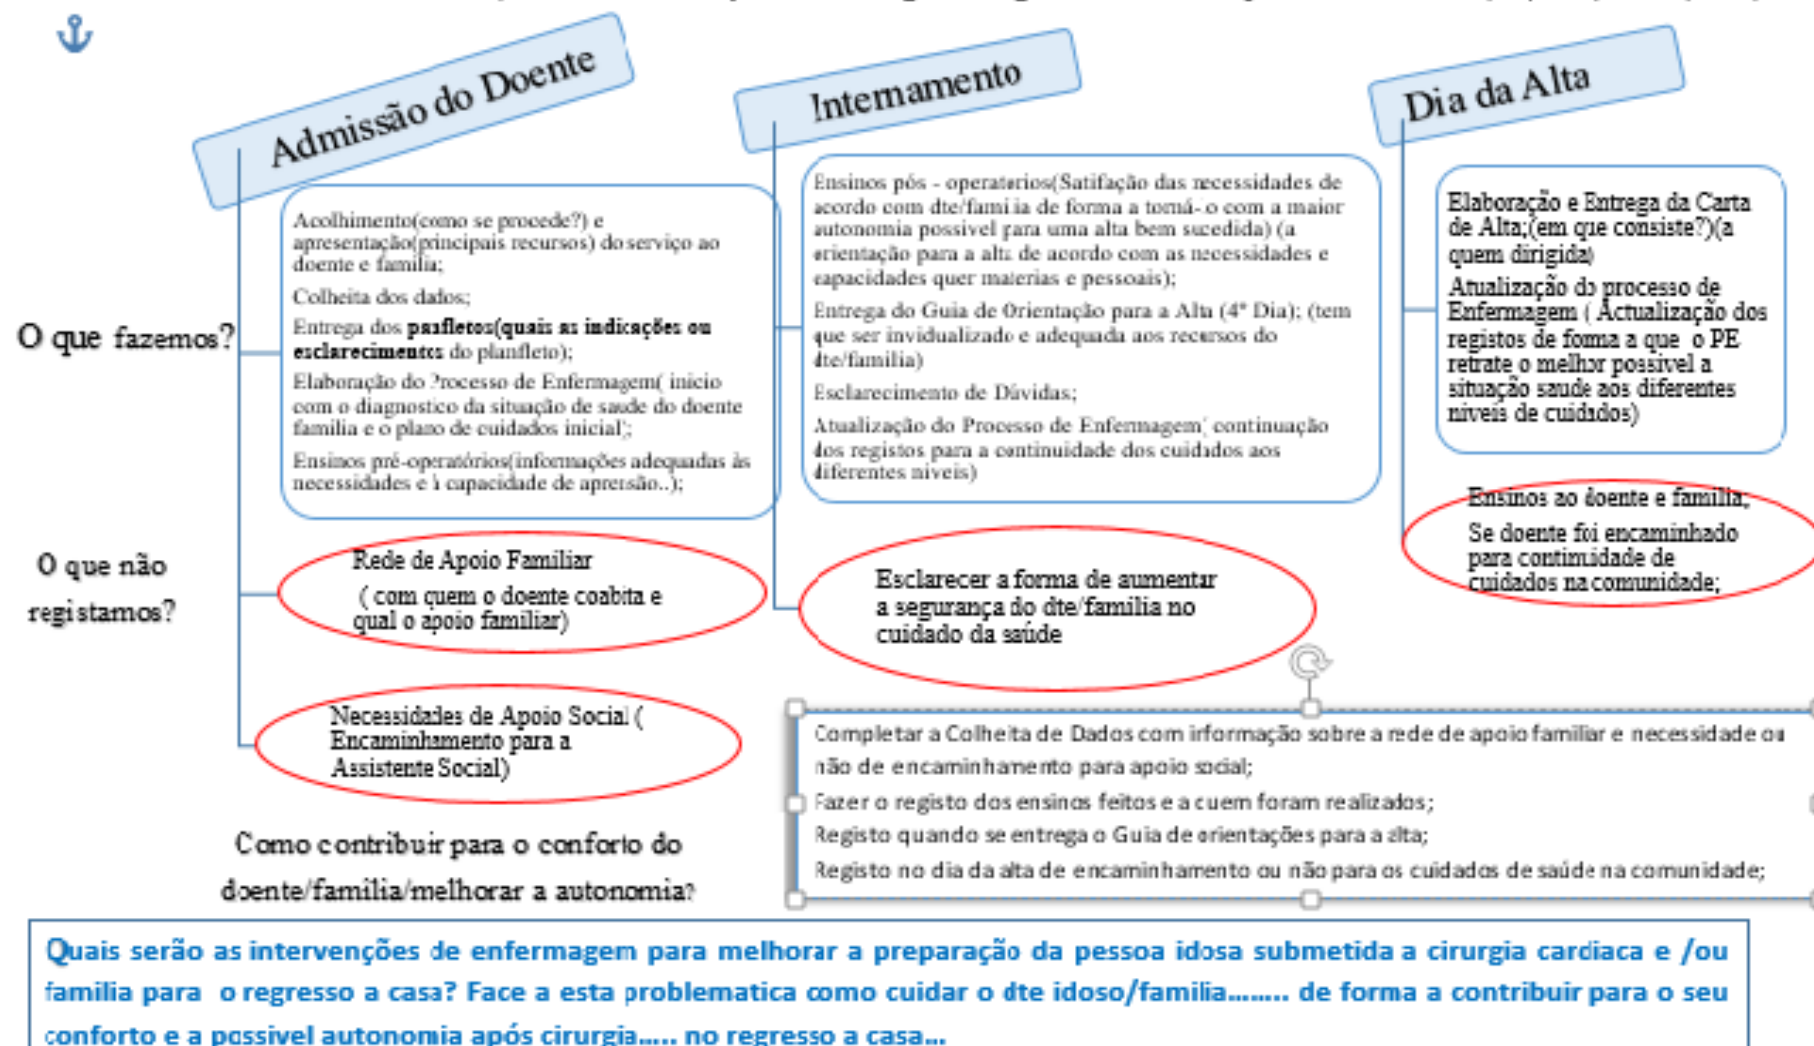 Admissão do Doente
Acolhimento(como se procede?) e
apresentação(principais recursos) do serviço ao
doente e familia;
Colheita dos dados;
Entrega dos panfletos(quais as indicações ou
esclarecimentos do planfleto);
Elaboração do Processo de Enfermagem( inicio
com o diagnostico da situação de saude do doente
familia e o plano de cuidados inicial);
Ensinos pré-operatórios(informações adequadas às
necessidades e à capacidade de aprensão..);
Internamento
Ensinos pós - operatorios(Satifação das necessidades de
acordo com dte/familia de forma a torná-o com a maior
autonomia possivel para uma alta bem sucedida) (a
orientação para a alta de acordo com as necessidades e
capacidades quer materias e pessoais);
Entrega do Guia de Orientação para a Alta (4º Dia); (tem
que ser invidualizado e adequada aos recursos do
dte/familia)
Esclarecimento de Dúvidas;
Atualização do Processo de Enfermagem( continuação
dos registos para a continuidade dos cuidados aos
diferentes niveis)
Dia da Alta
Elaboração e Entrega da Carta
de Alta;(em que consiste?)(a
quem dirigida)
Atualização do processo de
Enfermagem ( Actualização dos
registos de forma a que o PE
retrate o melhor possivel a
situação saude aos diferentes
niveis de cuidados)
O que fazemos?
O que não
registamos?
Rede de Apoio Familiar
( com quem o doente coabita e
qual o apoio familiar)
Necessidades de Apoio Social (
Encaminhamento para a
Assistente Social)
Esclarecer a forma de aumentar
a segurança do dte/familia no
cuidado da saúde
Ensinos ao doente e familia;
Se doente foi encaminhado
para continuidade de
cuidados na comunidade;
Como contribuir para o conforto do
doente/família/melhorar a autonomia?
Completar a Colheita de Dados com informação sobre a rede de apoio familiar e necessidade ou
não de encaminhamento para apoio social;
Fazer o registo dos ensinos feitos e a quem foram realizados;
Registo quando se entrega o Guia de orientações para a alta;
Registo no dia da alta de encaminhamento ou não para os cuidados de saúde na comunidade;
Quais serão as intervenções de enfermagem para melhorar a preparação da pessoa idosa submetida a cirurgia cardiaca e /ou
familia para o regresso a casa? Face a esta problematica como cuidar o dte idoso/familia........ de forma a contribuir para o seu
conforto e a possivel autonomia após cirurgia..... no regresso a casa...